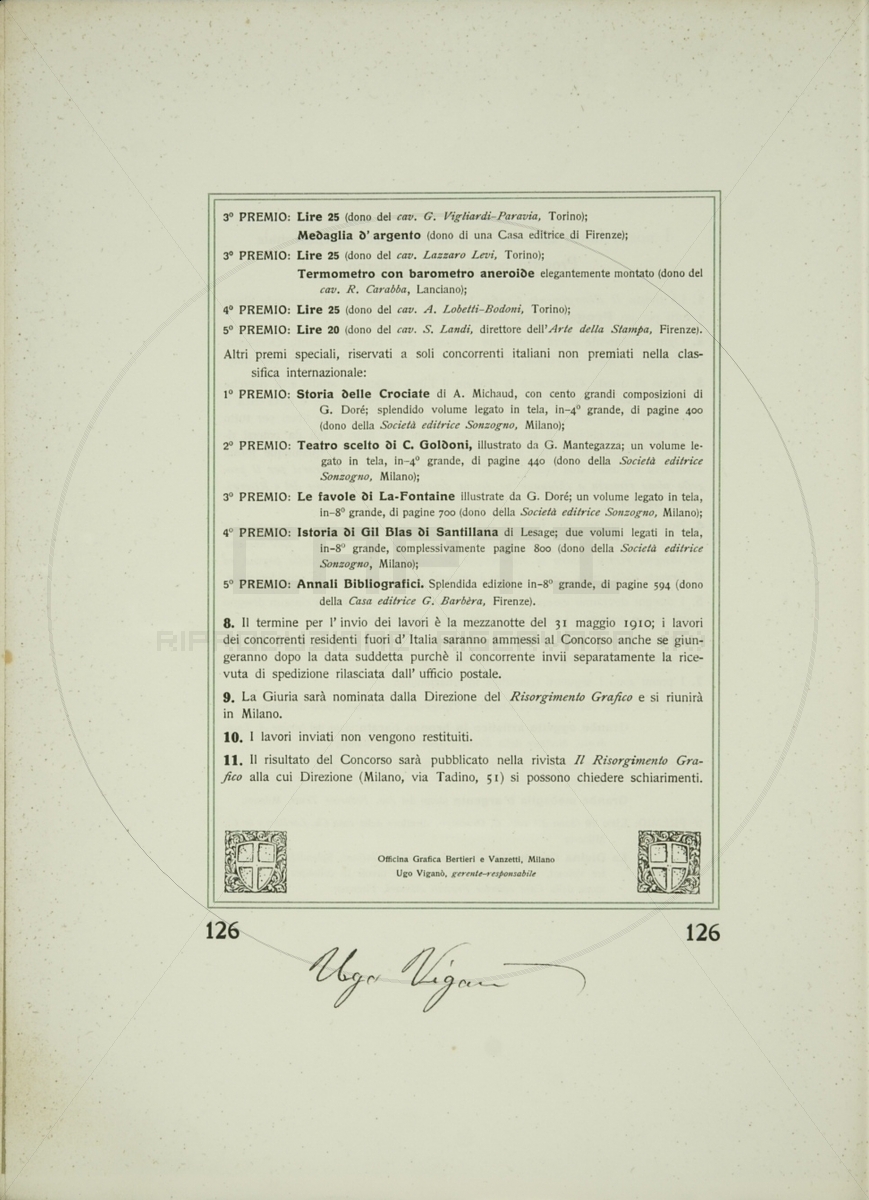 3º PREMIO: Lire 25 (dono del cav. G. Vigliardi-Paravia, Torino);
Medaglia d' argento (dono di una Casa editrice di Firenze);
3º PREMIO: Lire 25 (dono del cav. Lazzaro Levi, Torino);
Termometro con barometro aneroide elegantemente montato (dono del
cav. R. Carabba, Lanciano);
4º PREMIO: Lire 25 (dono del cav. A. Lobetti-Bodoni, Torino);
5º PREMIO: Lire 20 (dono del cav. S. Landi, direttore dell'Arte della Stampa, Firenze).
Altri premi speciali, riservati a soli concorrenti italiani non premiati nella clas-
sifica internazionale:
1º PREMIO: Storia delle Crociate di A. Michaud, con cento grandi composizioni di
G. Doré; splendido volume legato in tela, in-4º grande, di pagine 400
(dono della Società editrice Sonzogno, Milano);
2º PREMIO: Teatro scelto di C. Goldoni, illustrato da G. Mantegazza; un volume le-
gato in tela, in-4º grande, di pagine 440 (dono della Società editrice
Sonzogno, Milano);
3º PREMIO: Le favole di La-Fontaine illustrate da G. Doré; un volume legato in tela,
in-8º grande, di pagine 700 (dono della Società editrice Sonzogno, Milano);
4º PREMIO: Istoria di Gil Blas di Santillana di Lesage; due volumi legati in tela,
in-8º grande, complessivamente pagine 800 (dono della Società editrice
Sonzogno, Milano);
5º PREMIO: Annali Bibliografici. Splendida edizione in-8º grande, di pagine 594 (dono
della Casa editrice G. Barbèra, Firenze).
8. Il termine per l' invio dei lavori è la mezzanotte del 31 maggio 1910; i lavori
dei concorrenti residenti fuori d' Italia saranno ammessi al Concorso anche se giun-
geranno dopo la data suddetta purchè il concorrente invii separatamente la rice-
vuta di spedizione rilasciata dall' ufficio postale.
9. La Giuria sarà nominata dalla Direzione del Risorgimento Grafico e si riunirà
in Milano.
10. I lavori inviati non vengono restituiti.
11. Il risultato del Concorso sarà pubblicato nella rivista Il Risorgimento Gra-
fico alla cui Direzione (Milano, via Tadino, 51) si possono chiedere schiarimenti.
Officina Grafica Bertieri e Vanzetti, Milano
Ugo Viganò, gerente-responsabile
126 126
Ugo Viganò